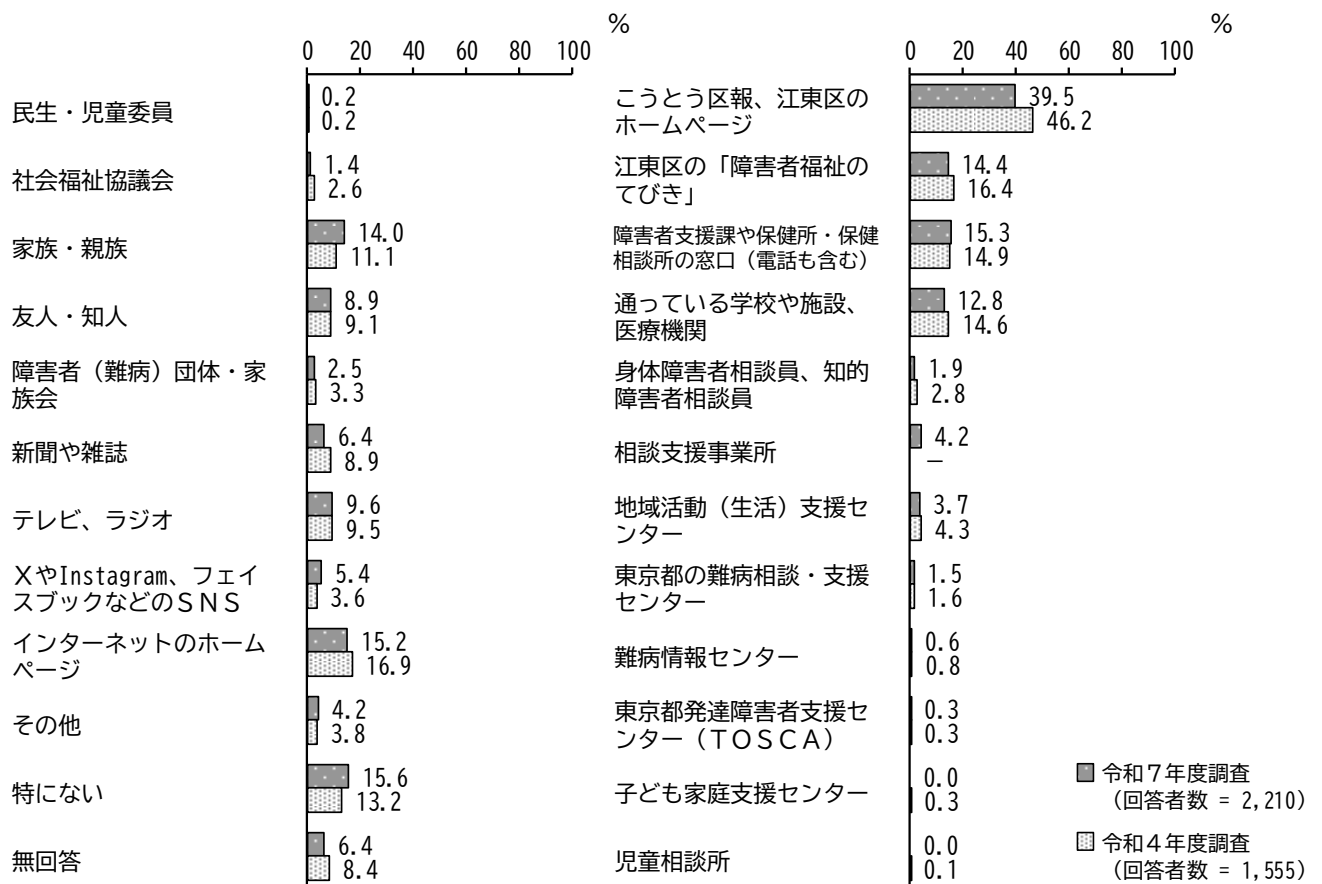 ％
0 20 40 60 80 100
民生・児童委員
0.2
0.2
社会福祉協議会
1.4
2.6
家族・親族
14.0
11.1
友人・知人
8.9
9.1
障害者（難病）団体・家
族会
2.5
3.3
新聞や雑誌
6.4
8.9
テレビ、ラジオ
9.6
9.5
ＸやInstagram、フェイ
スブックなどのＳＮＳ
5.4
3.6
インターネットのホーム
ページ
15.2
16.9
その他
4.2
3.8
特にない
15.6
13.2
無回答
6.4
8.4
％
0 20 40 60 80 100
こうとう区報、江東区の
ホームページ
39.5
46.2
江東区の「障害者福祉の
てびき」
14.4
16.4
障害者支援課や保健所・保健
相談所の窓口（電話も含む）
15.3
14.9
通っている学校や施設、
医療機関
12.8
14.6
身体障害者相談員、知的
障害者相談員
1.9
2.8
相談支援事業所
4.2
－
地域活動（生活）支援セ
ンター
3.7
4.3
東京都の難病相談・支援
センター
1.5
1.6
難病情報センター
0.6
0.8
東京都発達障害者支援セ
ンター（ＴＯＳＣＡ）
0.3
0.3
子ども家庭支援センター
0.0
0.3
児童相談所
0.0
0.1
令和７年度調査
（回答者数 = 2,210）
令和４年度調査
（回答者数 = 1,555）